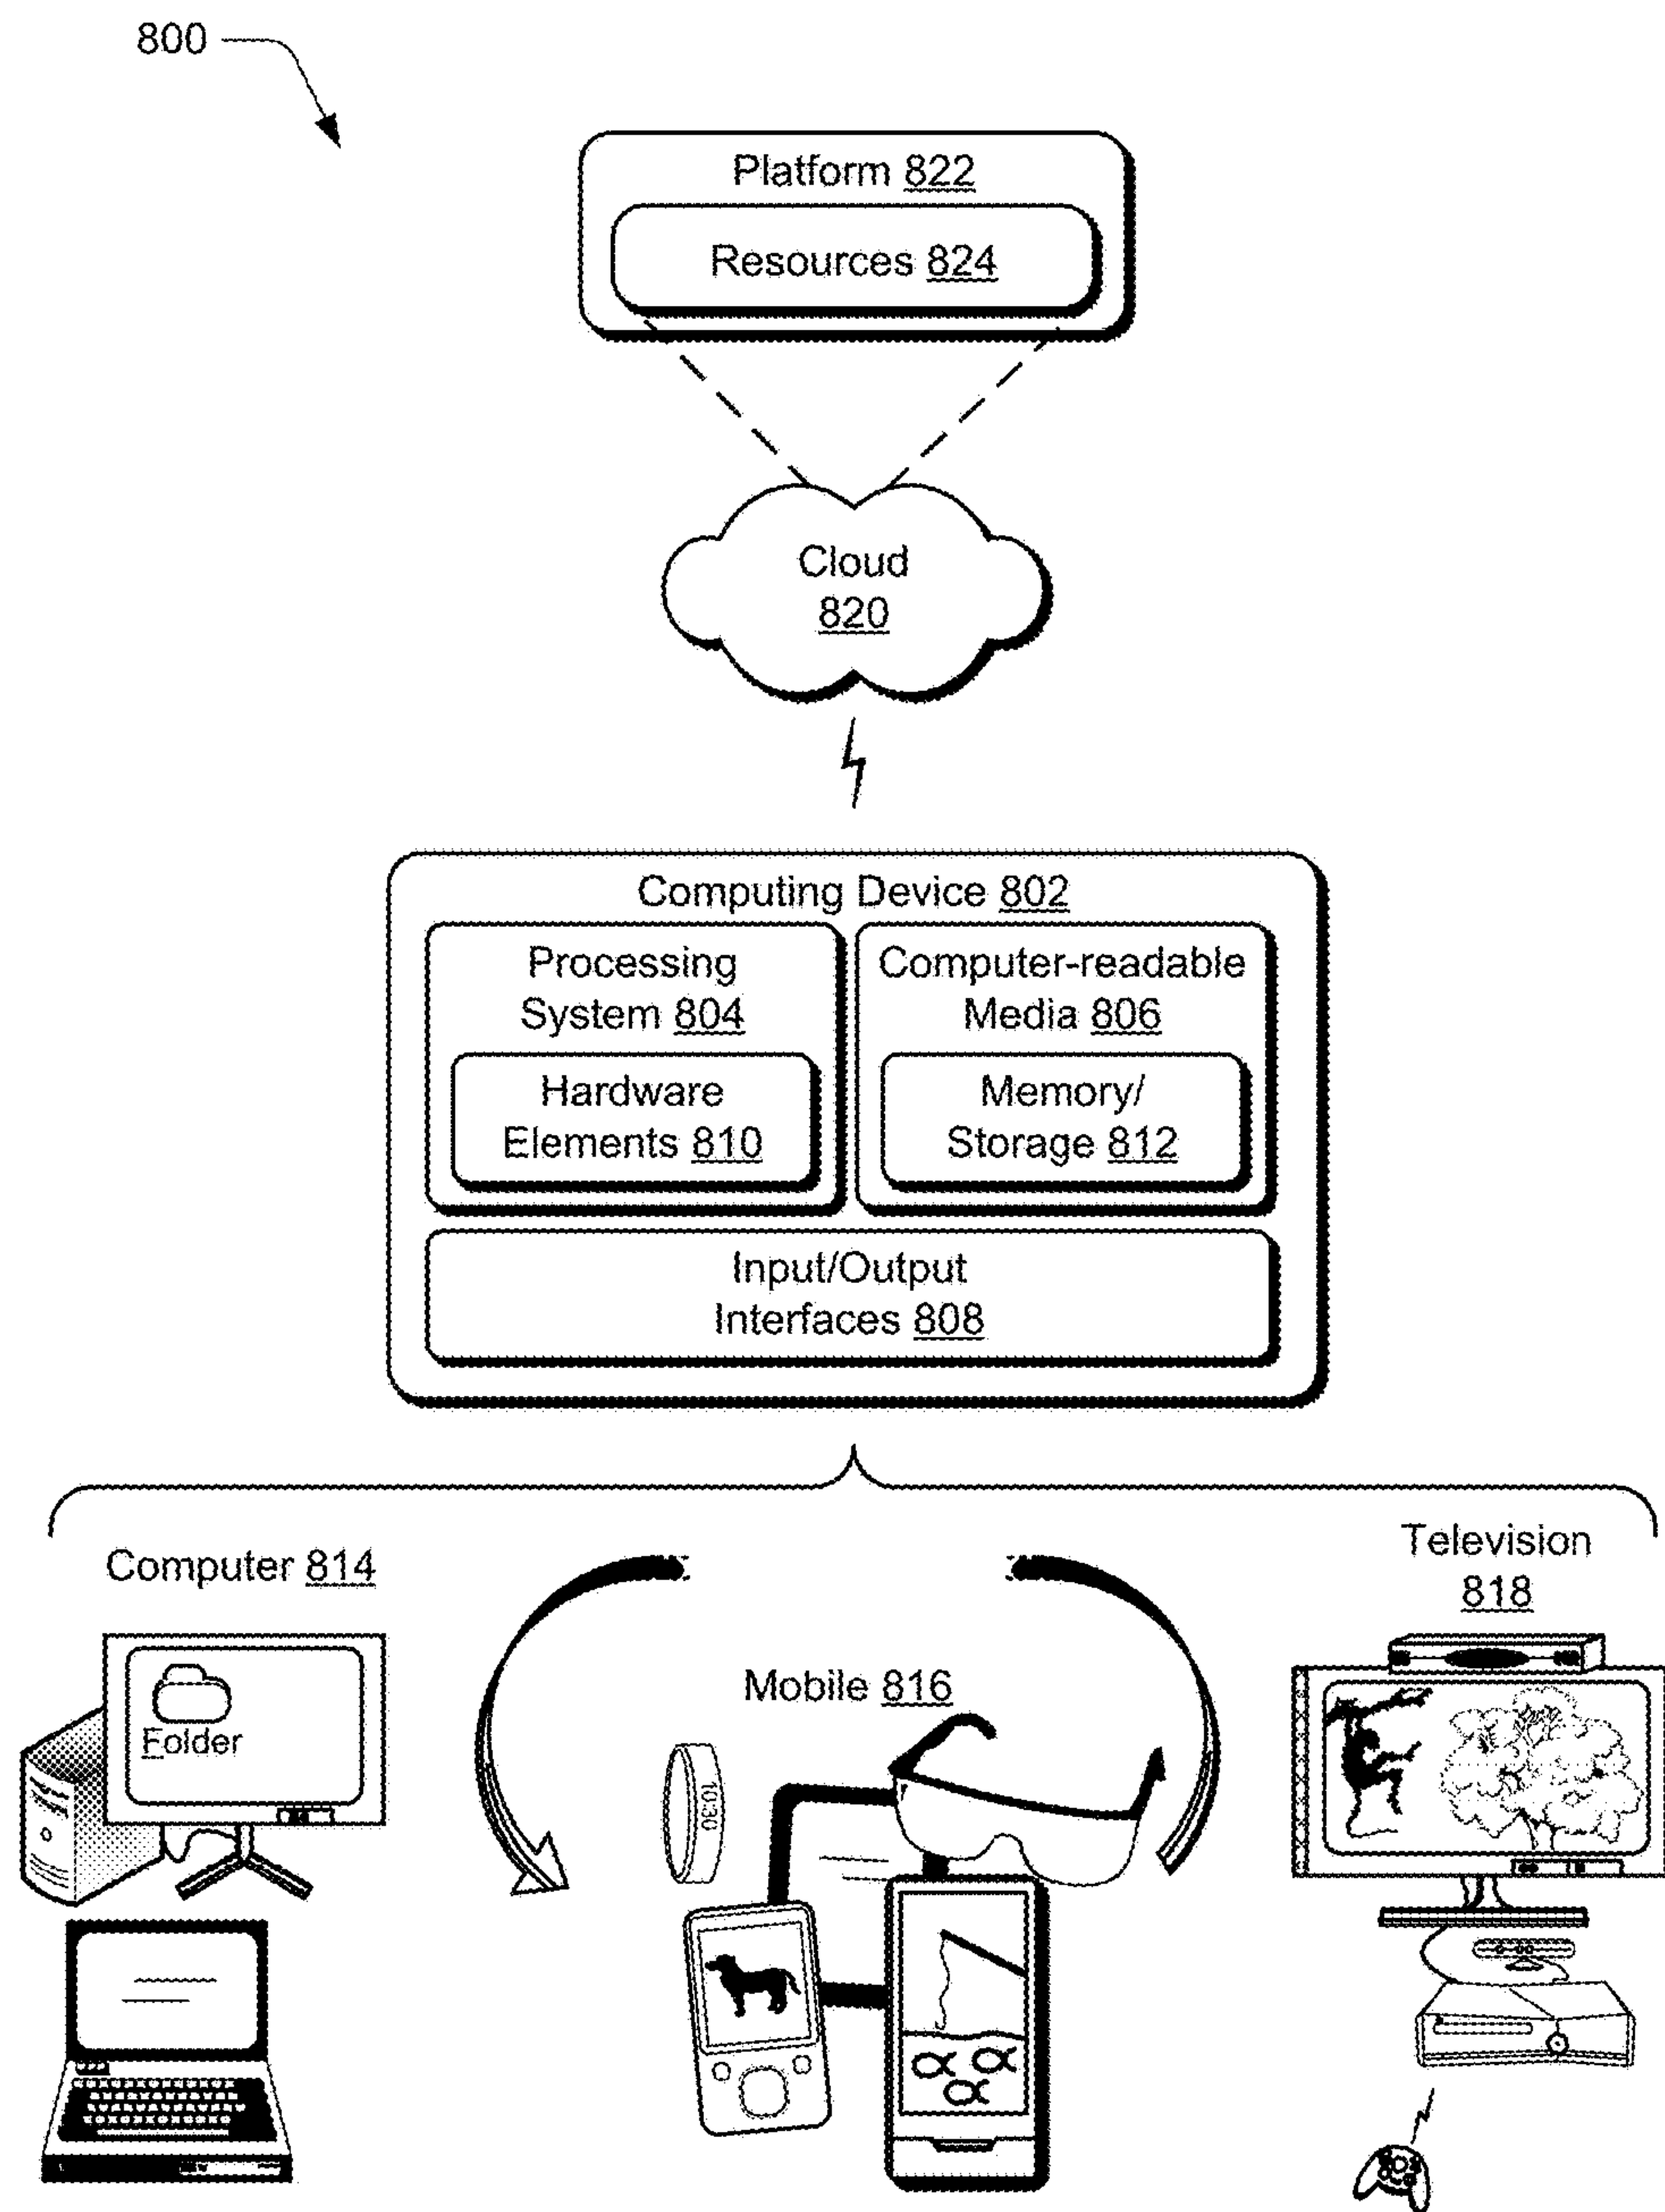 800
Platform 822
Resources 824
Cloud
820
Computing Device 802
Processing
System 804
Computer-readable
Media 806
Hardware
Elements 810
Memory/
Storage 812
Input/Output
Interfaces 808
Computer 814
Mobile 816
Television
818
Folder
10:30